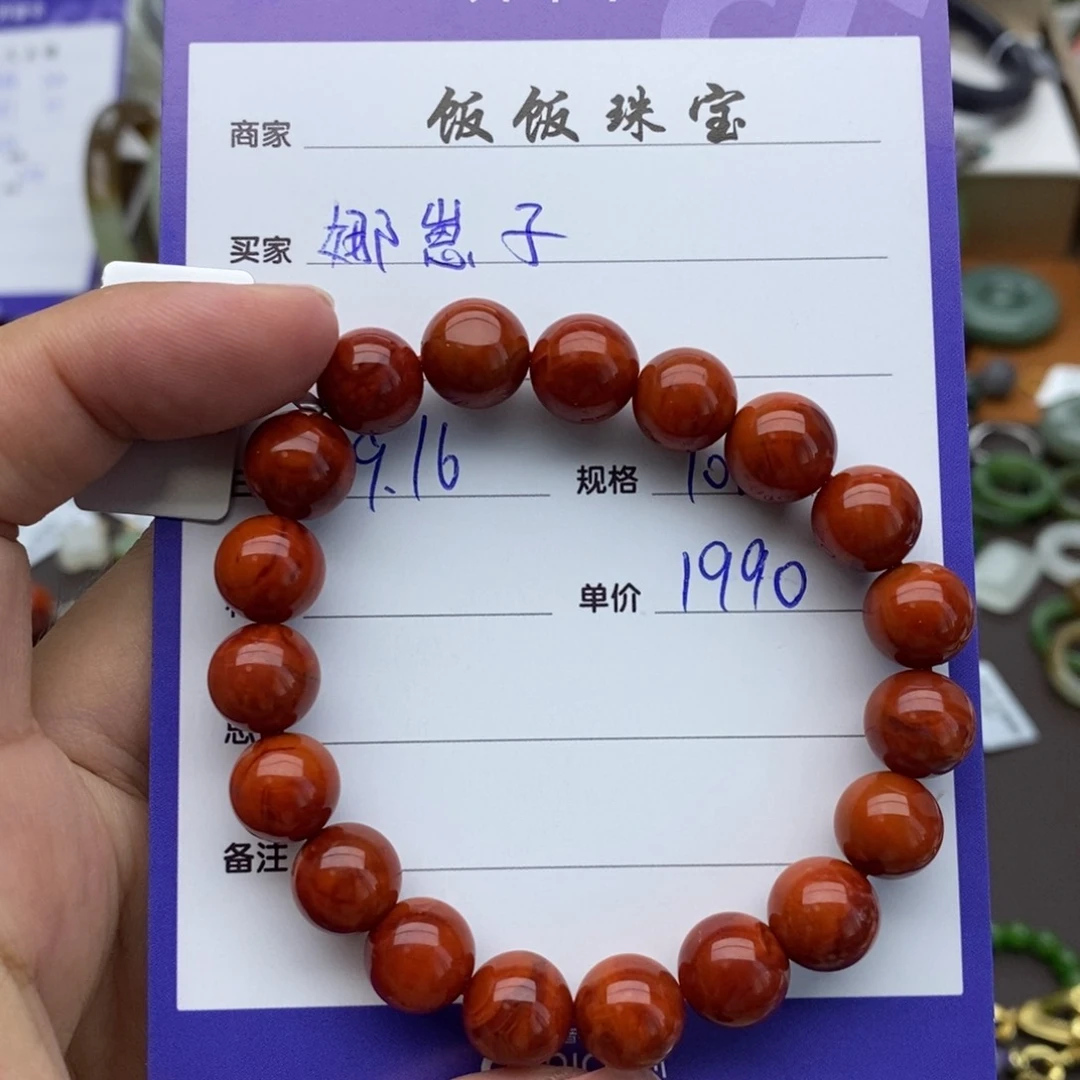 商家 饭饭珠宝
买家 娜崽子
9.16 规格 10
单价 1990
备注